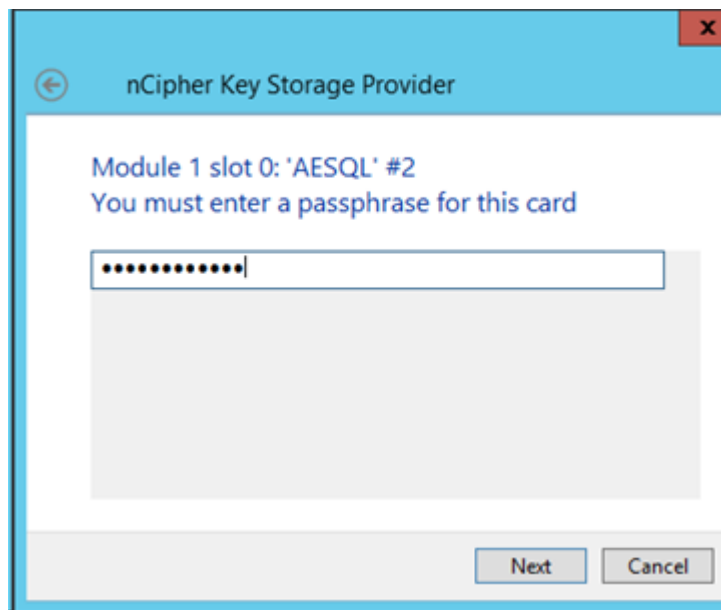 x
nCipher Key Storage Provider
Module 1 slot 0: 'AESQL' #2
You must enter a passphrase for this card
••••••••••••
Next Cancel